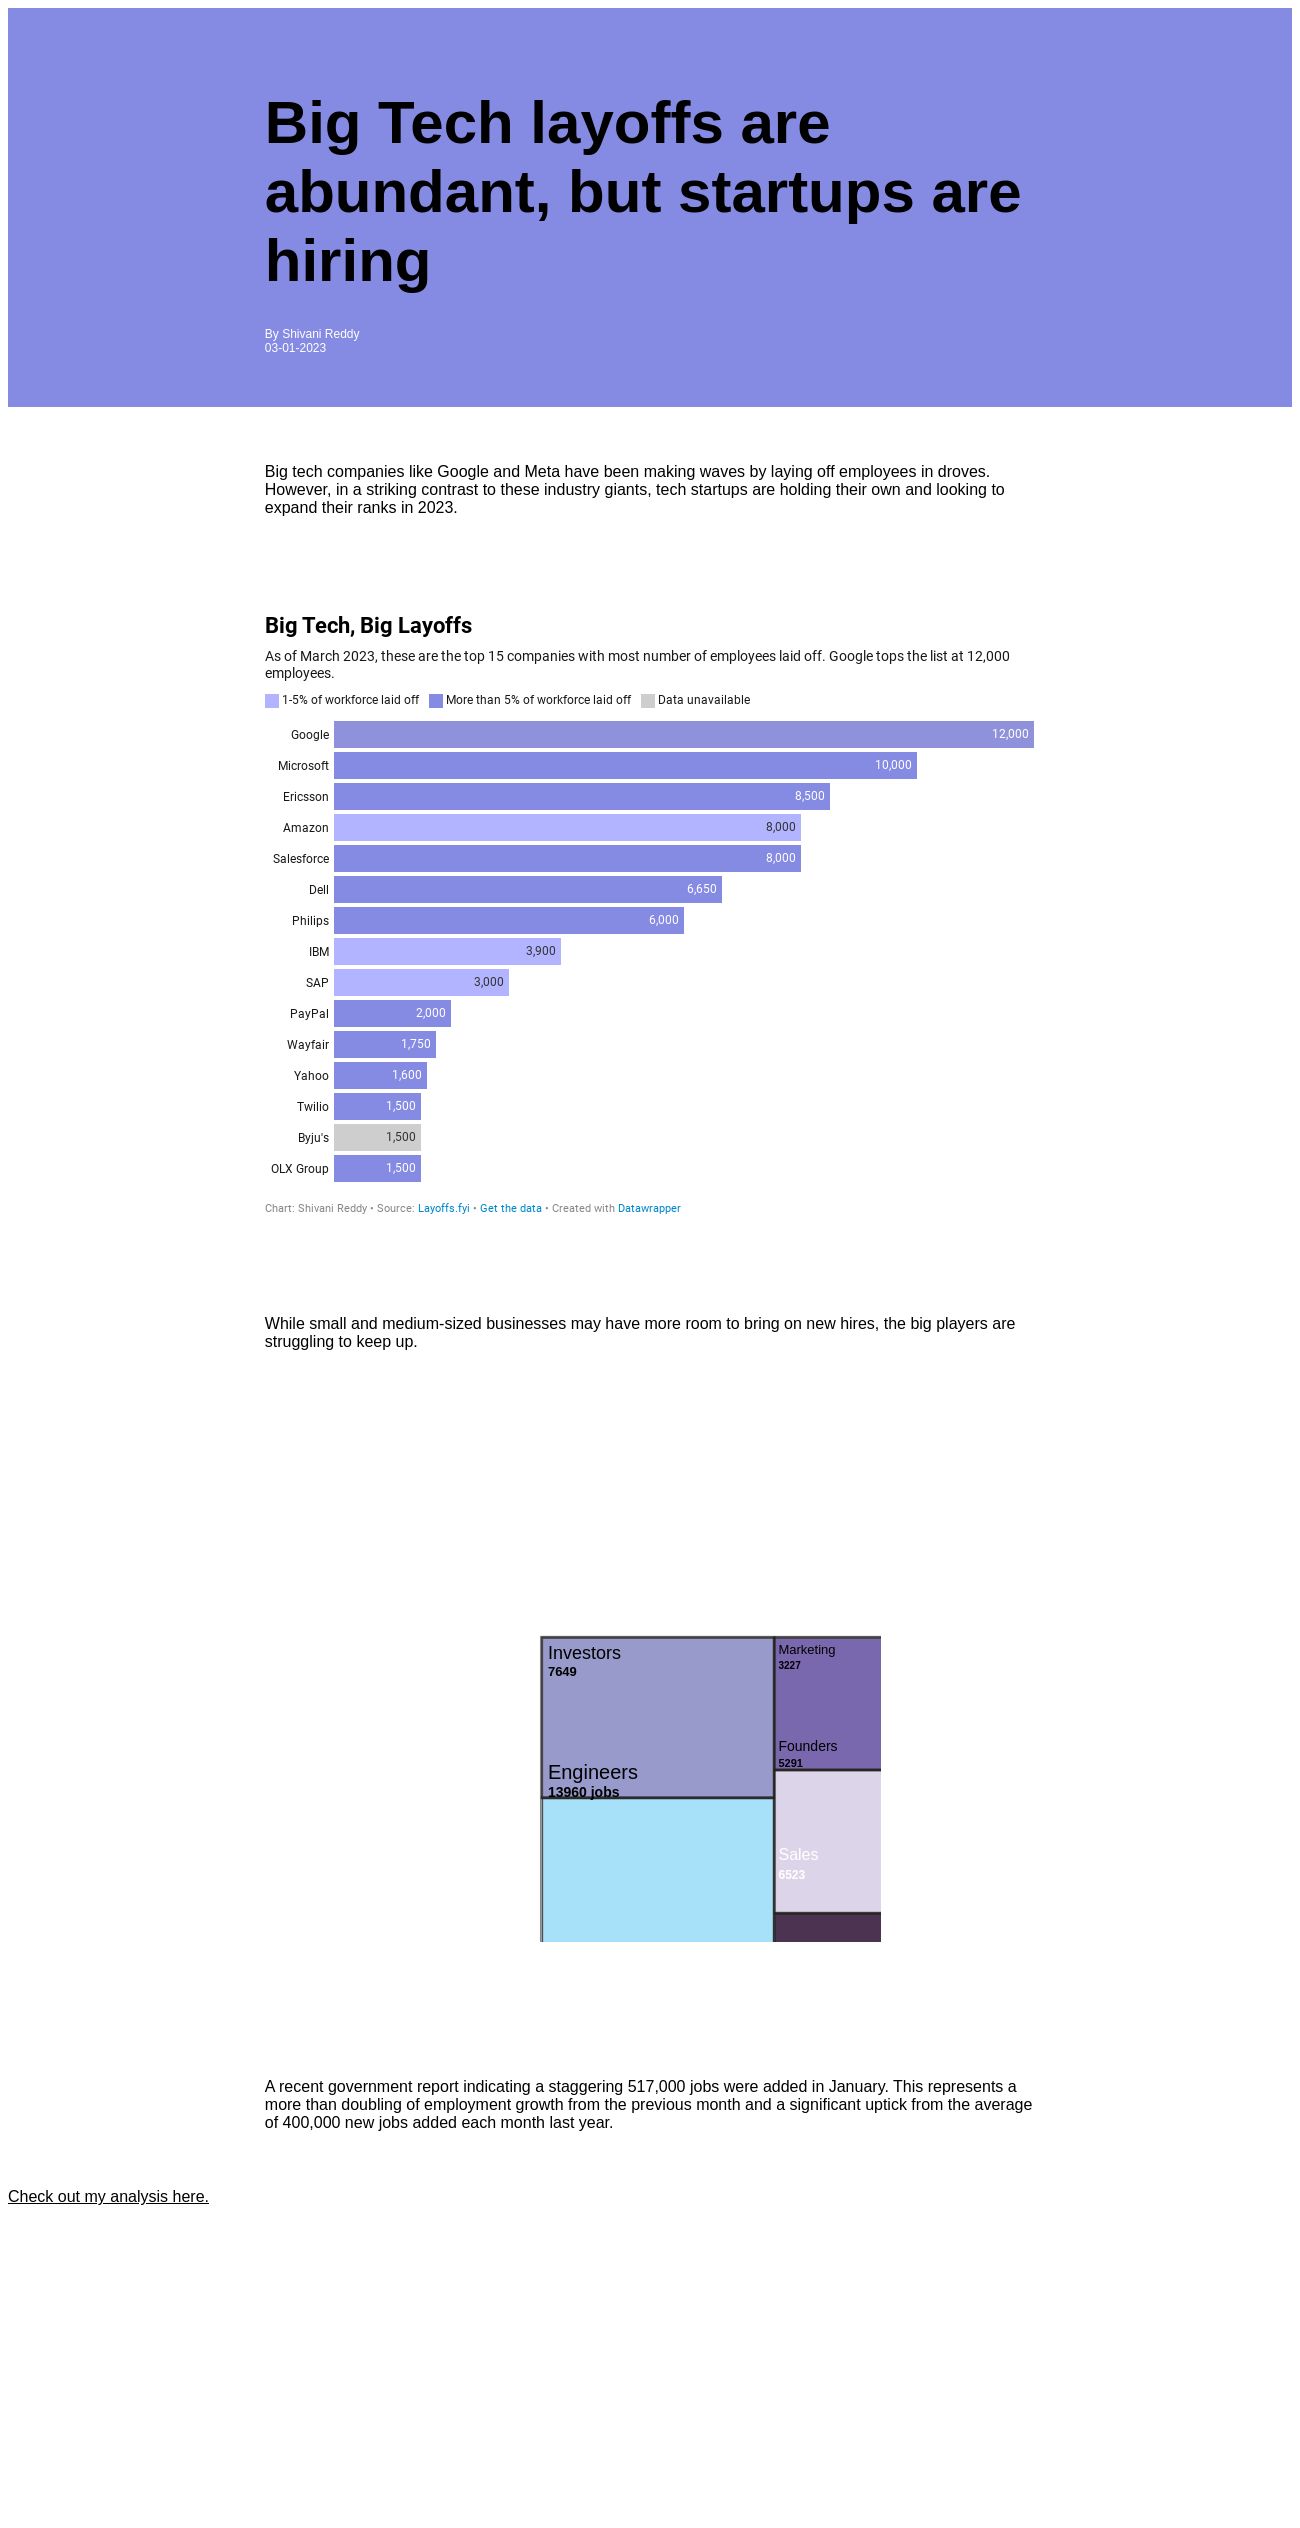 Big Tech layoffs are
abundant, but startups are
hiring
By Shivani Reddy
03-01-2023
Big tech companies like Google and Meta have been making waves by laying off employees in droves.
However, in a striking contrast to these industry giants, tech startups are holding their own and looking to
expand their ranks in 2023.
Big Tech, Big Layoffs
As of March 2023, these are the top 15 companies with most number of employees laid off. Google tops the list at 12,000
employees.
1-5% of workforce laid off More than 5% of workforce laid off Data unavailable
Google 12,000
Microsoft 10,000
Ericsson 8,500
Amazon 8,000
Salesforce 8,000
Dell 6,650
Philips 6,000
IBM 3,900
SAP 3,000
PayPal 2,000
Wayfair 1,750
Yahoo 1,600
Twilio 1,500
Byju's 1,500
OLX Group 1,500
Chart: Shivani Reddy • Source: Layoffs.fyi • Get the data • Created with Datawrapper
While small and medium-sized businesses may have more room to bring on new hires, the big players are
struggling to keep up.
Investors
7649
Marketing
3227
Founders
5291
Engineers
13960 jobs
Sales
6523
A recent government report indicating a staggering 517,000 jobs were added in January. This represents a
more than doubling of employment growth from the previous month and a significant uptick from the average
of 400,000 new jobs added each month last year.
Check out my analysis here.